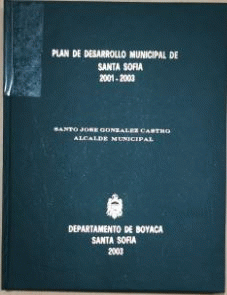 PLAN DE DESARROLLO MUNICIPAL DE
SANTA SOFIA
2001-2003
SANTO JOSE GONZALEZ CASTRO
ALCALDE MUNICIPAL
DEPARTAMENTO DE BOYACA
SANTA SOFIA
2003